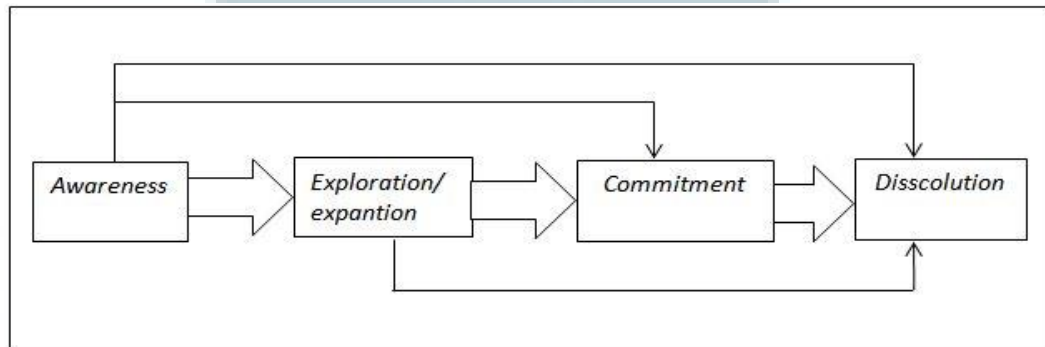 Awareness
Exploration/
expantion
Commitment
Disscolution